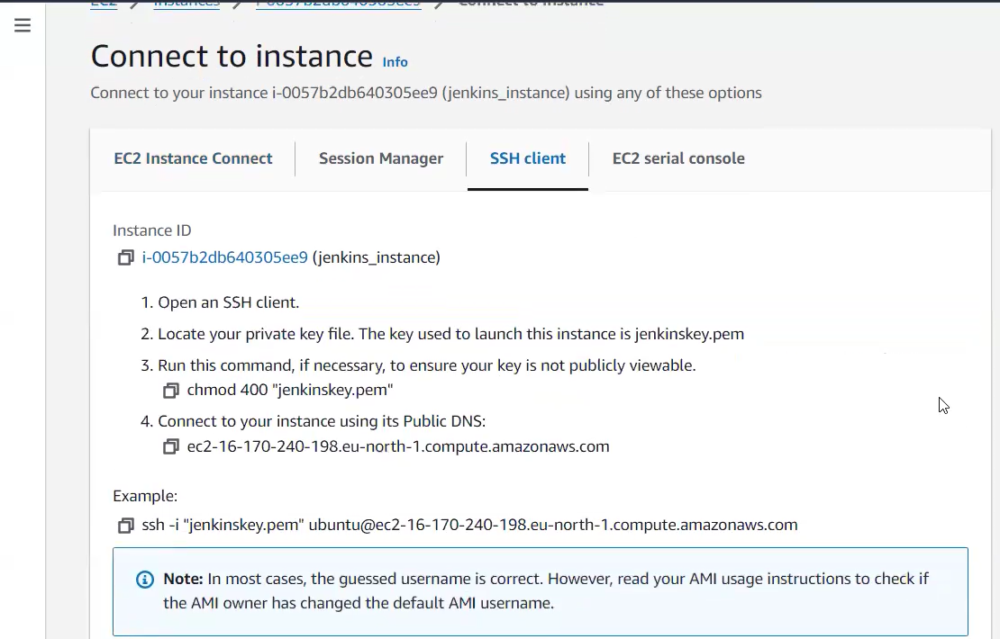 EC2 Instances i-0057b2db640305ee9 Connect to instance
Connect to instance Info
Connect to your instance i-0057b2db640305ee9 (jenkins_instance) using any of these options
EC2 Instance Connect Session Manager SSH client EC2 serial console
Instance ID
i-0057b2db640305ee9 (jenkins_instance)
1. Open an SSH client.
2. Locate your private key file. The key used to launch this instance is jenkinskey.pem
3. Run this command, if necessary, to ensure your key is not publicly viewable.
chmod 400 "jenkinskey.pem"
4. Connect to your instance using its Public DNS:
ec2-16-170-240-198.eu-north-1.compute.amazonaws.com
Example:
ssh -i "jenkinskey.pem" ubuntu@ec2-16-170-240-198.eu-north-1.compute.amazonaws.com
Note: In most cases, the guessed username is correct. However, read your AMI usage instructions to check if
the AMI owner has changed the default AMI username.